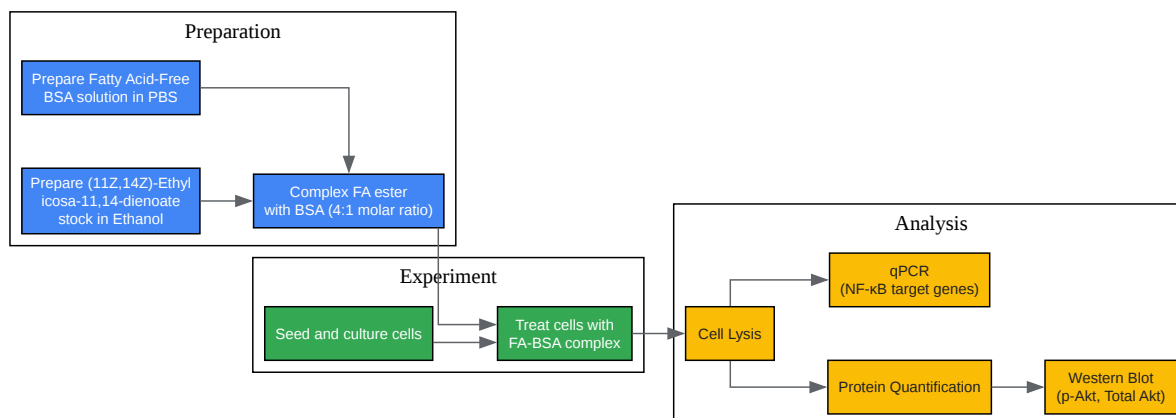 Preparation
Prepare Fatty Acid-Free
BSA solution in PBS
Prepare (11Z,14Z)-Ethyl
icosa-11,14-dienoate
stock in Ethanol
Complex FA ester
with BSA (4:1 molar ratio)
Experiment
Seed and culture cells
Treat cells with
FA-BSA complex
Analysis
Cell Lysis
qPCR
(NF-κB target genes)
Protein Quantification
Western Blot
(p-Akt, Total Akt)